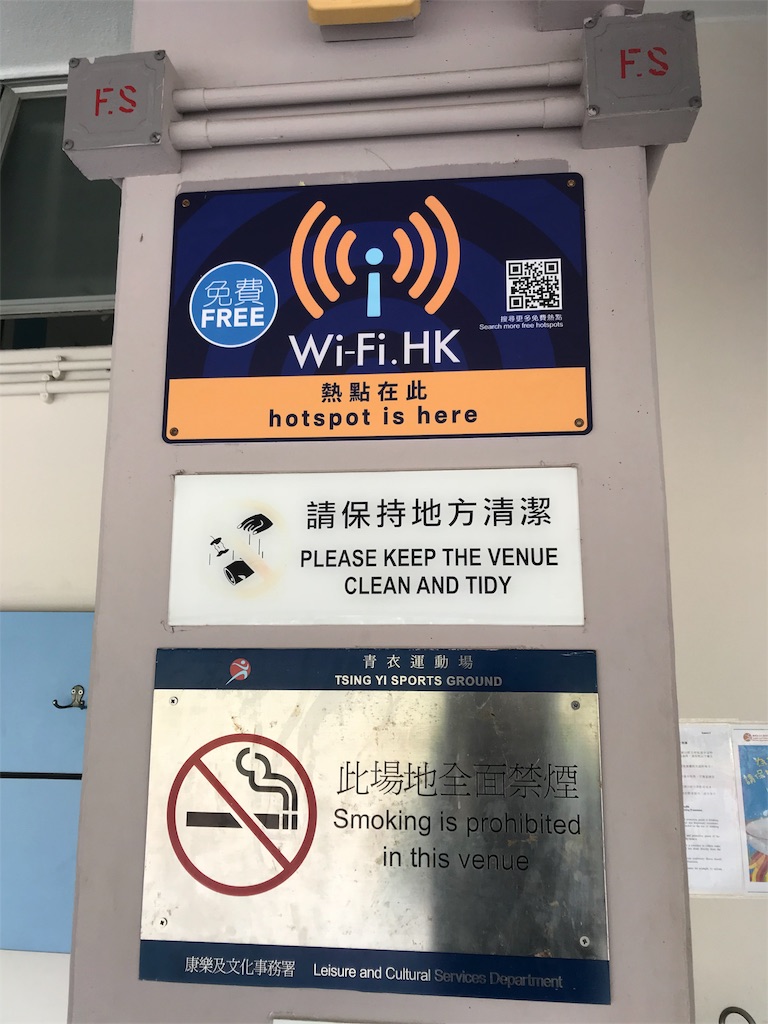 F.S
F.S
免費
FREE
Wi-Fi.HK
搜尋更多免費熱點
Search more free hotspots
熱點在此
hotspot is here
請保持地方清潔
PLEASE KEEP THE VENUE
CLEAN AND TIDY
青衣運動場
TSING YI SPORTS GROUND
此場地全面禁煙
Smoking is prohibited
in this venue
康樂及文化事務署 Leisure and Cultural Services Department